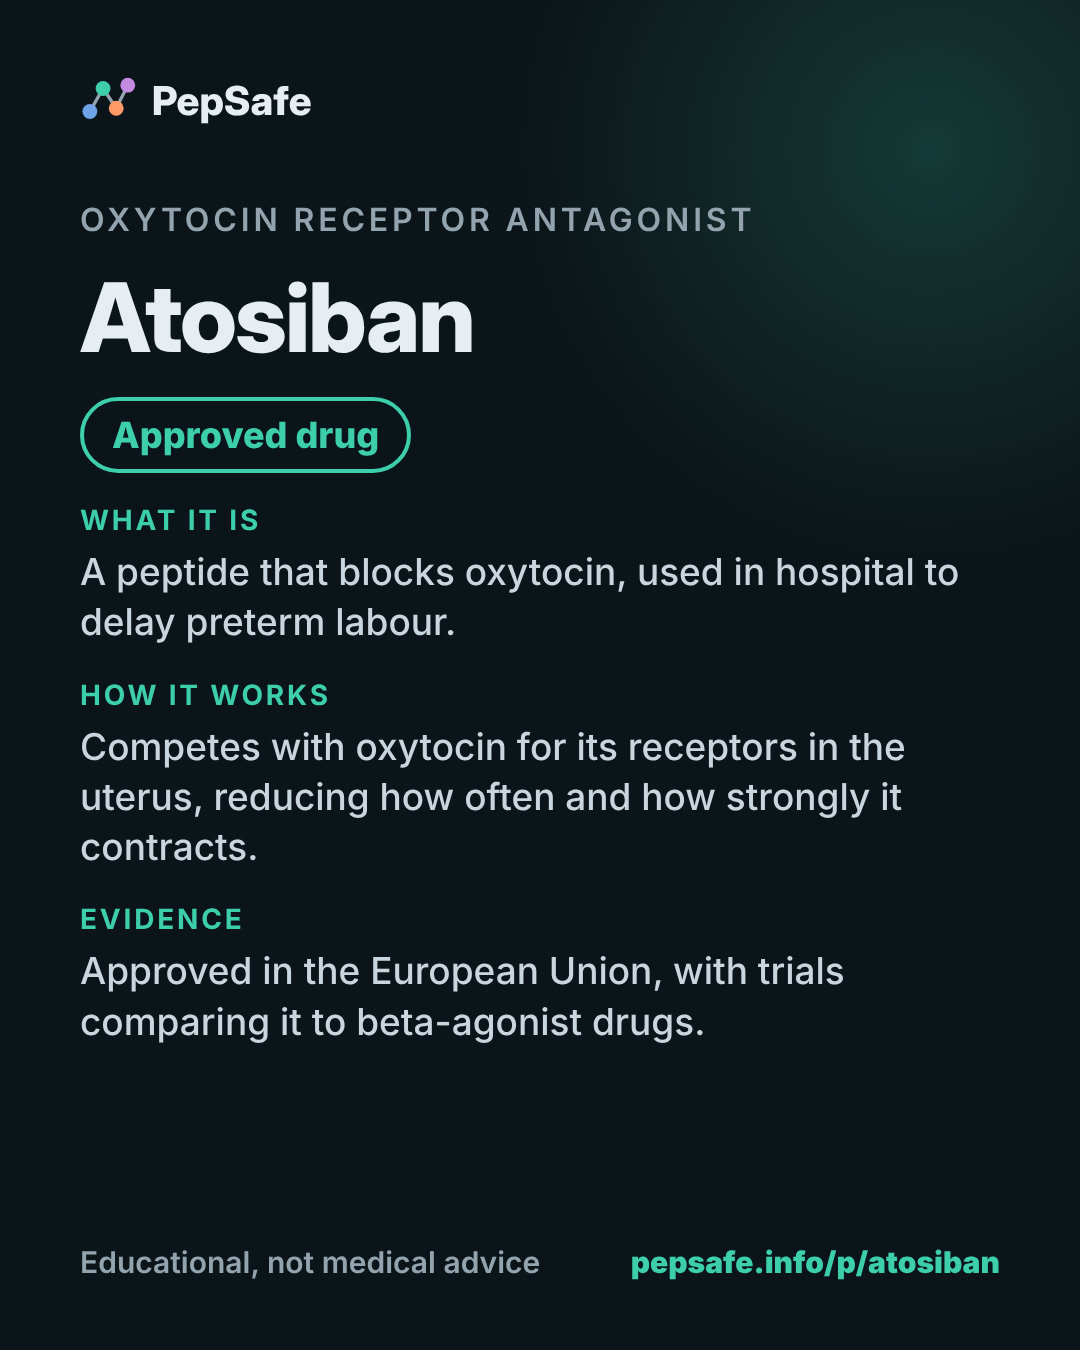 PepSafe
OXYTOCIN RECEPTOR ANTAGONIST
Atosiban
Approved drug
WHAT IT IS
A peptide that blocks oxytocin, used in hospital to
delay preterm labour.
HOW IT WORKS
Competes with oxytocin for its receptors in the
uterus, reducing how often and how strongly it
contracts.
EVIDENCE
Approved in the European Union, with trials
comparing it to beta-agonist drugs.
Educational, not medical advice
pepsafe.info/p/atosiban